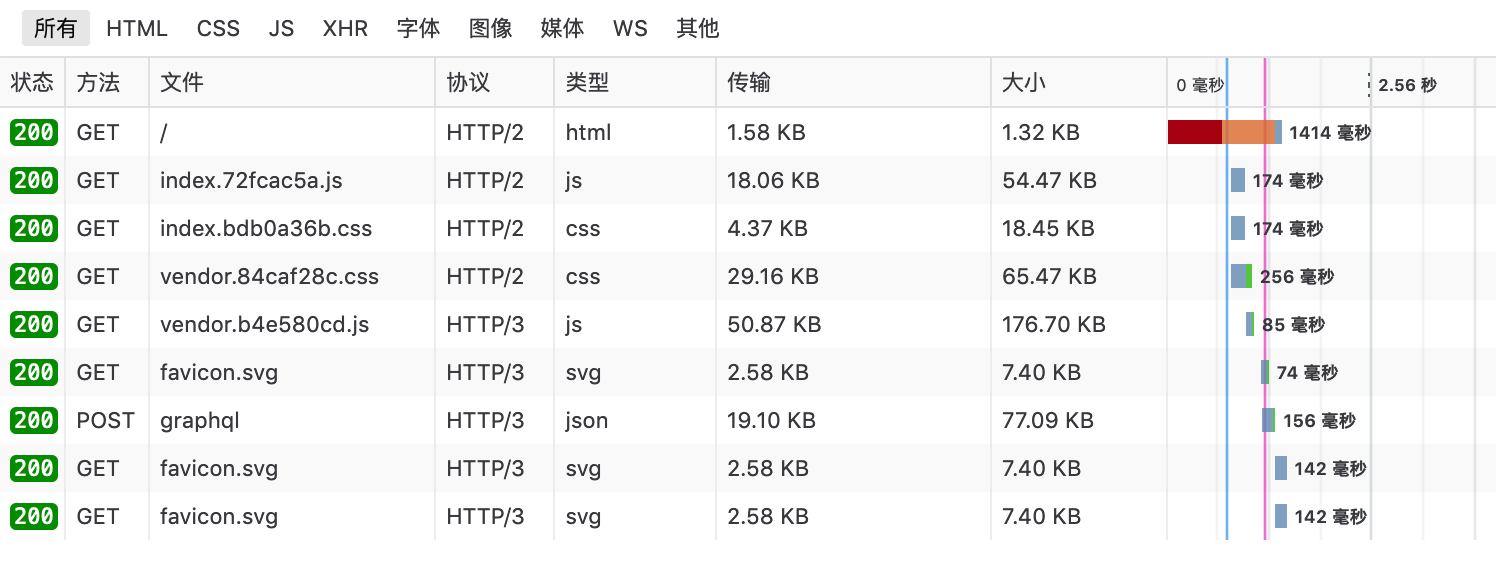 所有 HTML CSS JS XHR 字体 图像 媒体 WS 其他
状态 方法 文件 协议 类型 传输 大小 0 毫秒 2.56 秒
200 GET / HTTP/2 html 1.58 KB 1.32 KB 1414 毫秒
200 GET index.72fcac5a.js HTTP/2 js 18.06 KB 54.47 KB 174 毫秒
200 GET index.bdb0a36b.css HTTP/2 css 4.37 KB 18.45 KB 174 毫秒
200 GET vendor.84caf28c.css HTTP/2 css 29.16 KB 65.47 KB 256 毫秒
200 GET vendor.b4e580cd.js HTTP/3 js 50.87 KB 176.70 KB 85 毫秒
200 GET favicon.svg HTTP/3 svg 2.58 KB 7.40 KB 74 毫秒
200 POST graphql HTTP/3 json 19.10 KB 77.09 KB 156 毫秒
200 GET favicon.svg HTTP/3 svg 2.58 KB 7.40 KB 142 毫秒
200 GET favicon.svg HTTP/3 svg 2.58 KB 7.40 KB 142 毫秒